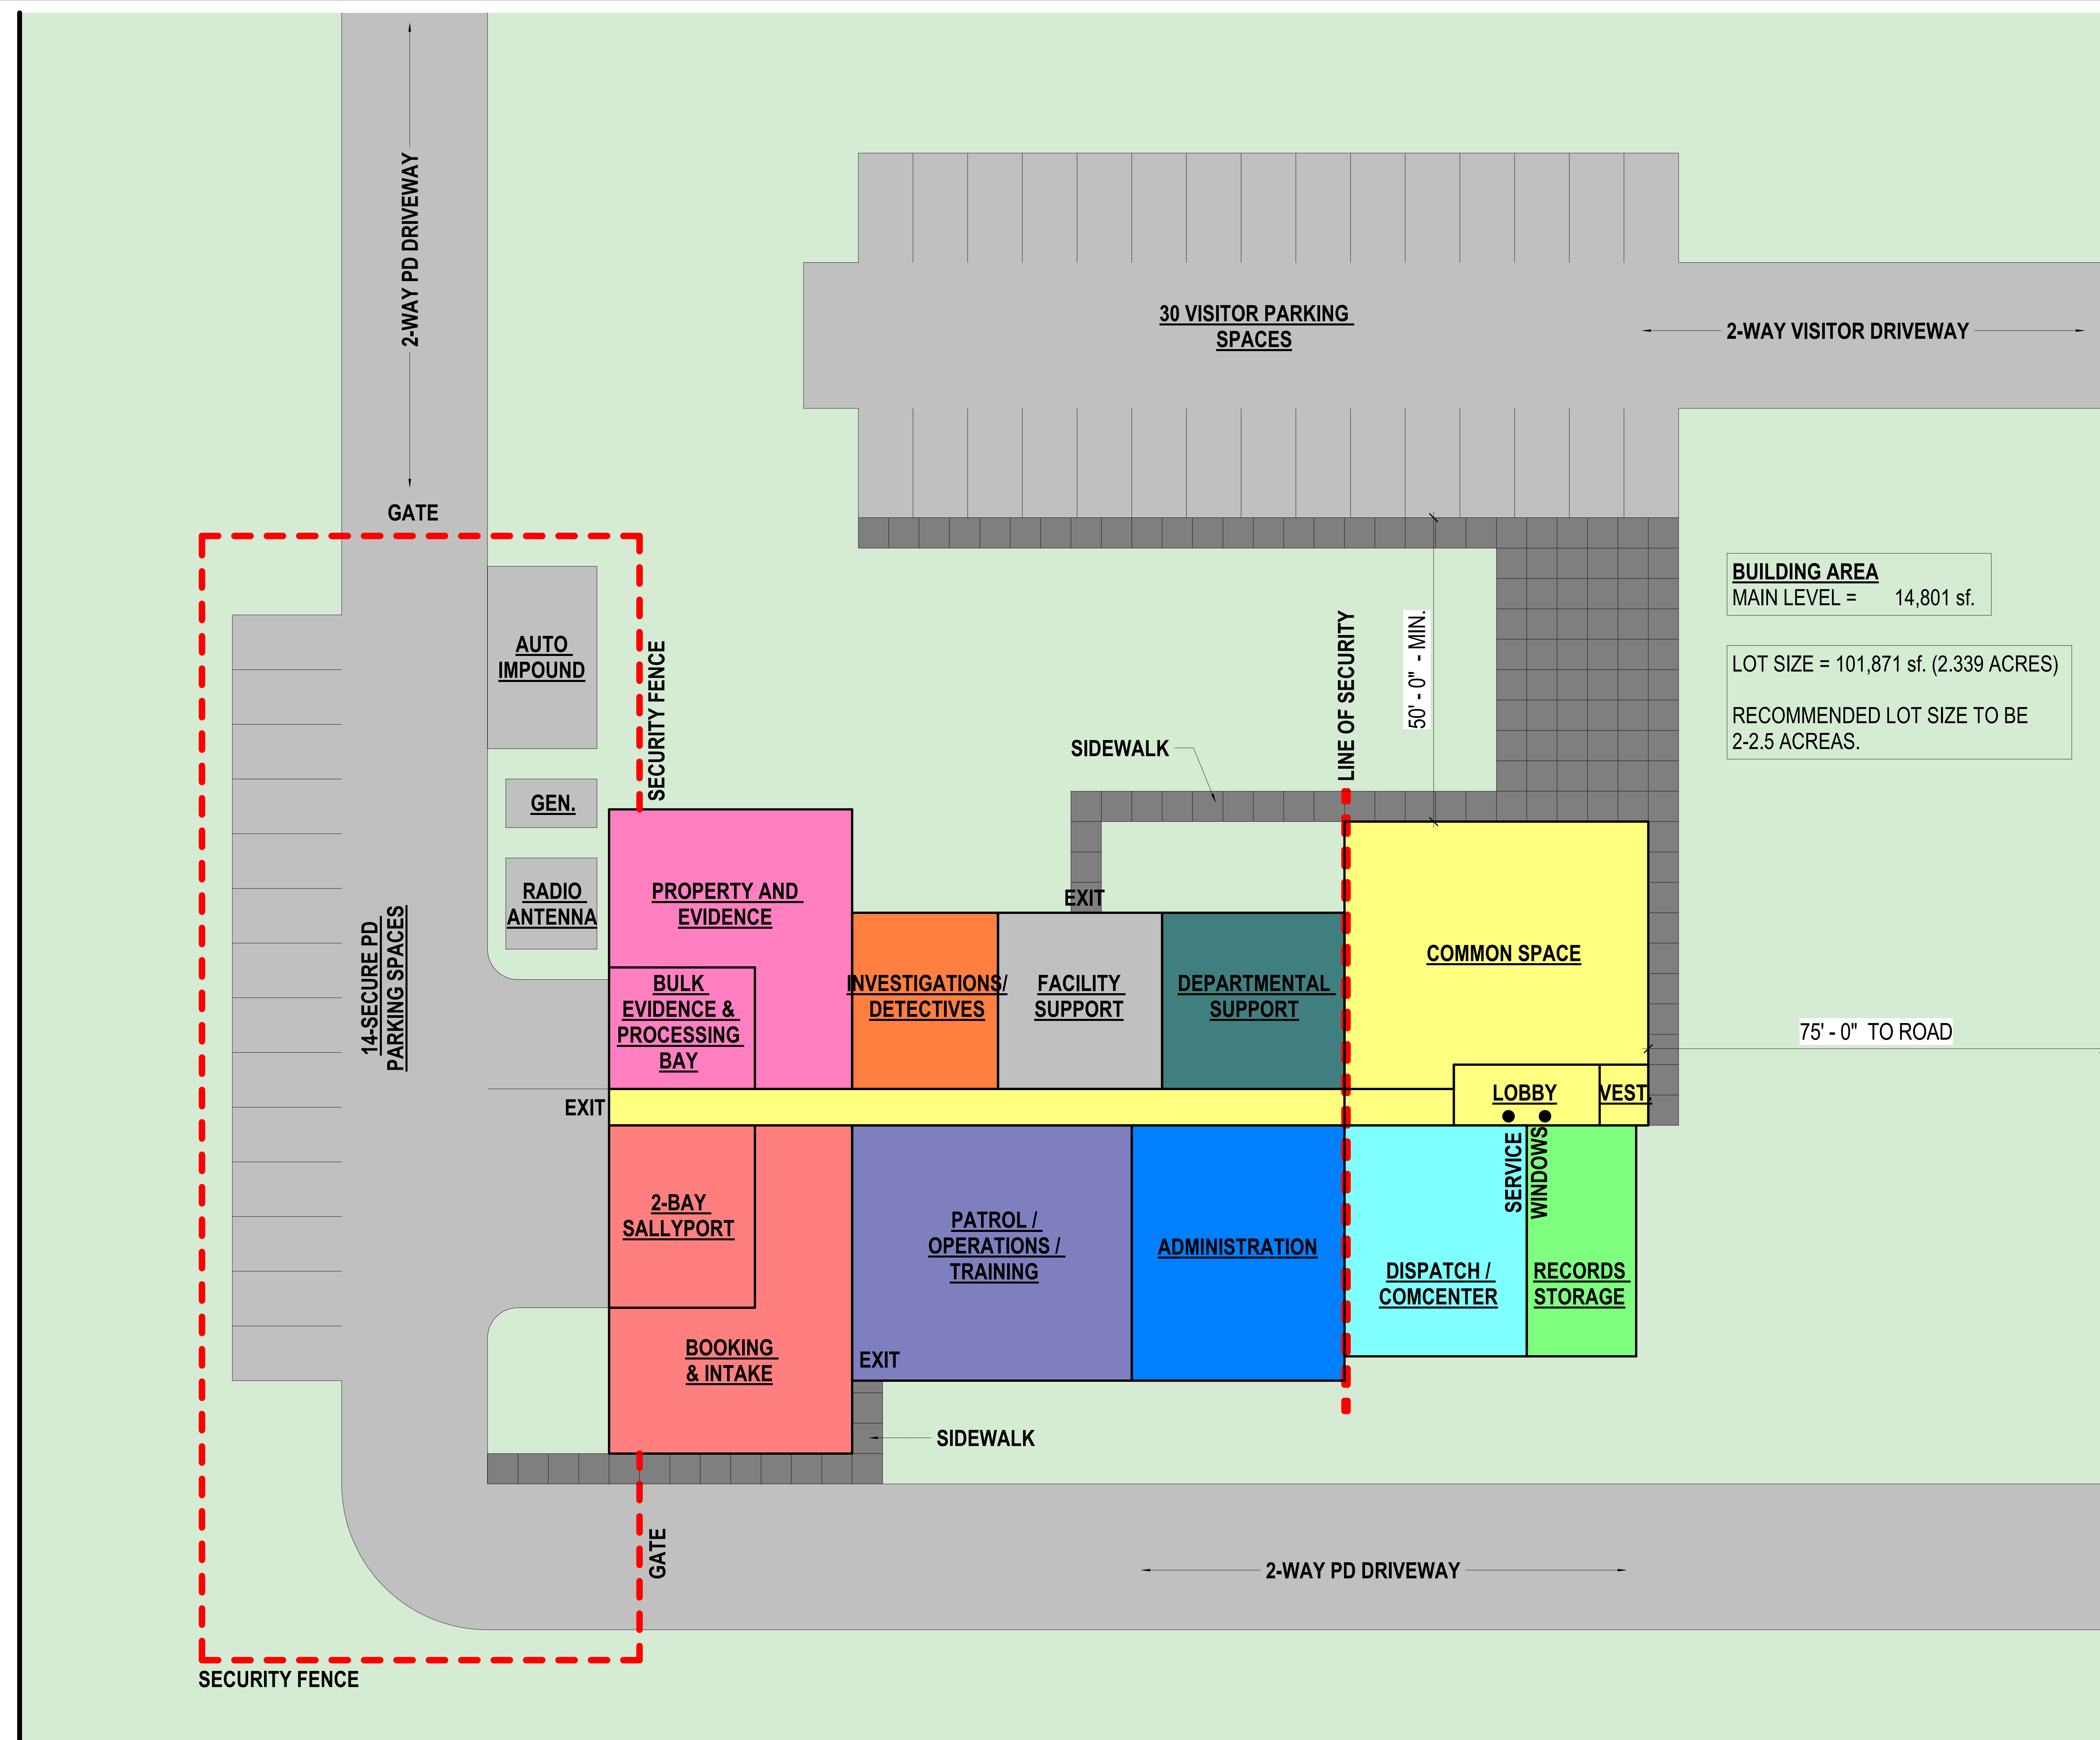 2-WAY PD DRIVEWAY
30 VISITOR PARKING
SPACES
2-WAY VISITOR DRIVEWAY
GATE
BUILDING AREA
MAIN LEVEL = 14,801 sf.
LOT SIZE = 101,871 sf. (2.339 ACRES)
RECOMMENDED LOT SIZE TO BE
2-2.5 ACREAS.
AUTO
IMPOUND
SECURITY FENCE
LINE OF SECURITY
50' - 0" - MIN.
SIDEWALK
GEN.
RADIO
ANTENNA
PROPERTY AND
EVIDENCE
EXIT
14-SECURE PD
PARKING SPACES
BULK
EVIDENCE &
PROCESSING
BAY
INVESTIGATIONS/
DETECTIVES
FACILITY
SUPPORT
DEPARTMENTAL
SUPPORT
COMMON SPACE
75' - 0" TO ROAD
EXIT
LOBBY
VEST.
SERVICE
WINDOWS
2-BAY
SALLYPORT
PATROL /
OPERATIONS /
TRAINING
ADMINISTRATION
DISPATCH /
COMCENTER
RECORDS
STORAGE
BOOKING
& INTAKE
EXIT
SIDEWALK
GATE
2-WAY PD DRIVEWAY
SECURITY FENCE